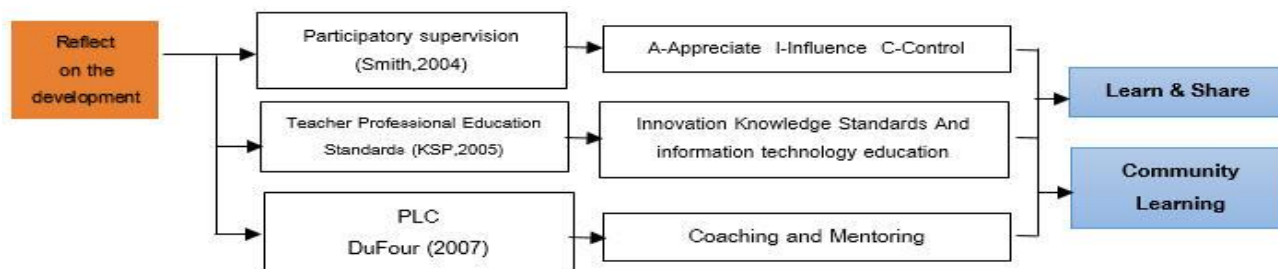 Reflect
on the
development
Participatory supervision
(Smith,2004)
A-Appreciate I-Influence C-Control
Teacher Professional Education
Standards (KSP,2005)
Innovation Knowledge Standards And
information technology education
PLC
DuFour (2007)
Coaching and Mentoring
Learn & Share
Community
Learning